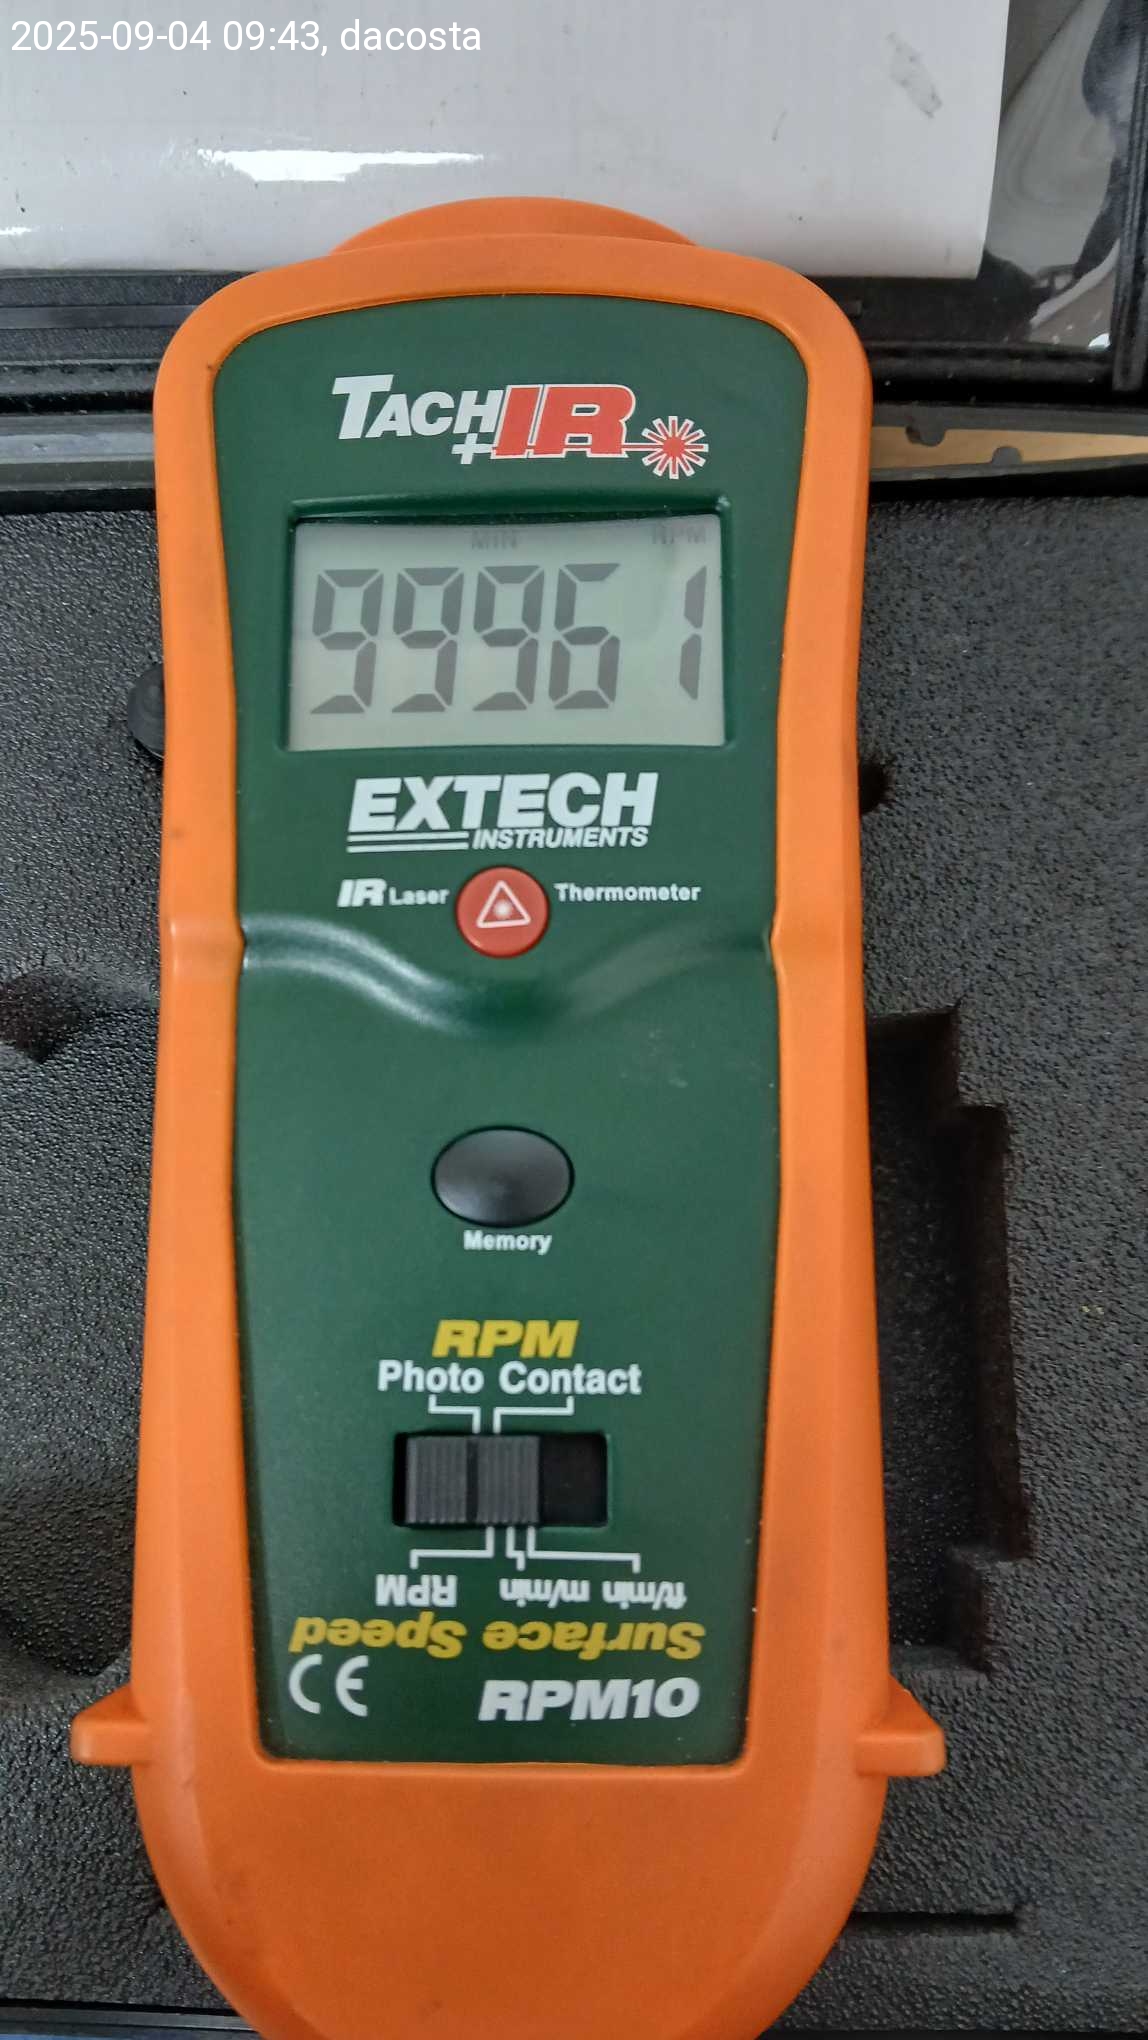 2025-09-04 09:43, dacosta
TACH+IR
MIN RPM
99961
EXTECH
INSTRUMENTS
IR Laser Thermometer
Memory
RPM
Photo Contact
RPM m/min ft/min
Surface Speed
CE RPM10